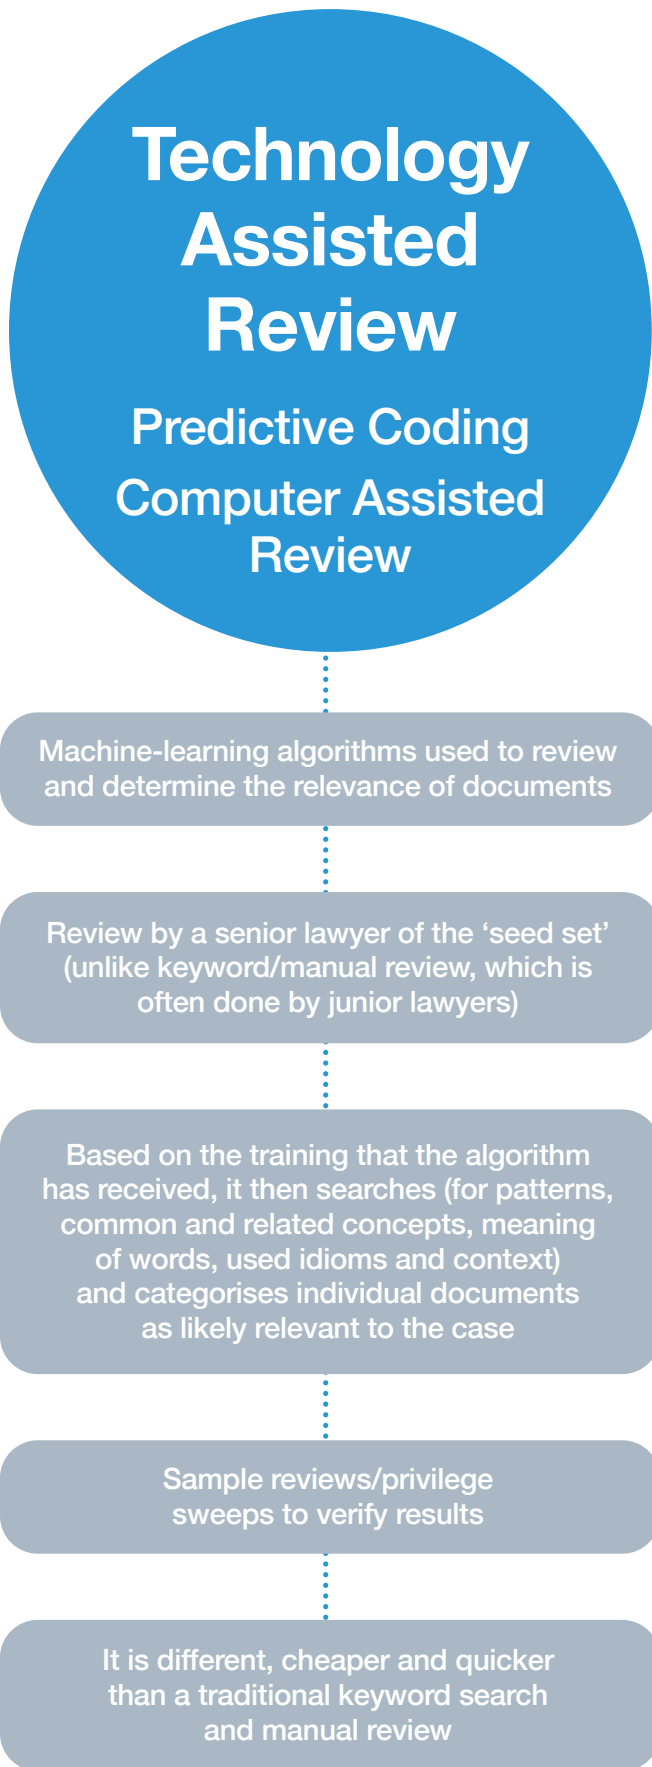 Technology
Assisted
Review
Predictive Coding
Computer Assisted
Review
Machine-learning algorithms used to review
and determine the relevance of documents
Review by a senior lawyer of the ‘seed set’
(unlike keyword/manual review, which is
often done by junior lawyers)
Based on the training that the algorithm
has received, it then searches (for patterns,
common and related concepts, meaning
of words, used idioms and context)
and categorises individual documents
as likely relevant to the case
Sample reviews/privilege
sweeps to verify results
It is different, cheaper and quicker
than a traditional keyword search
and manual review